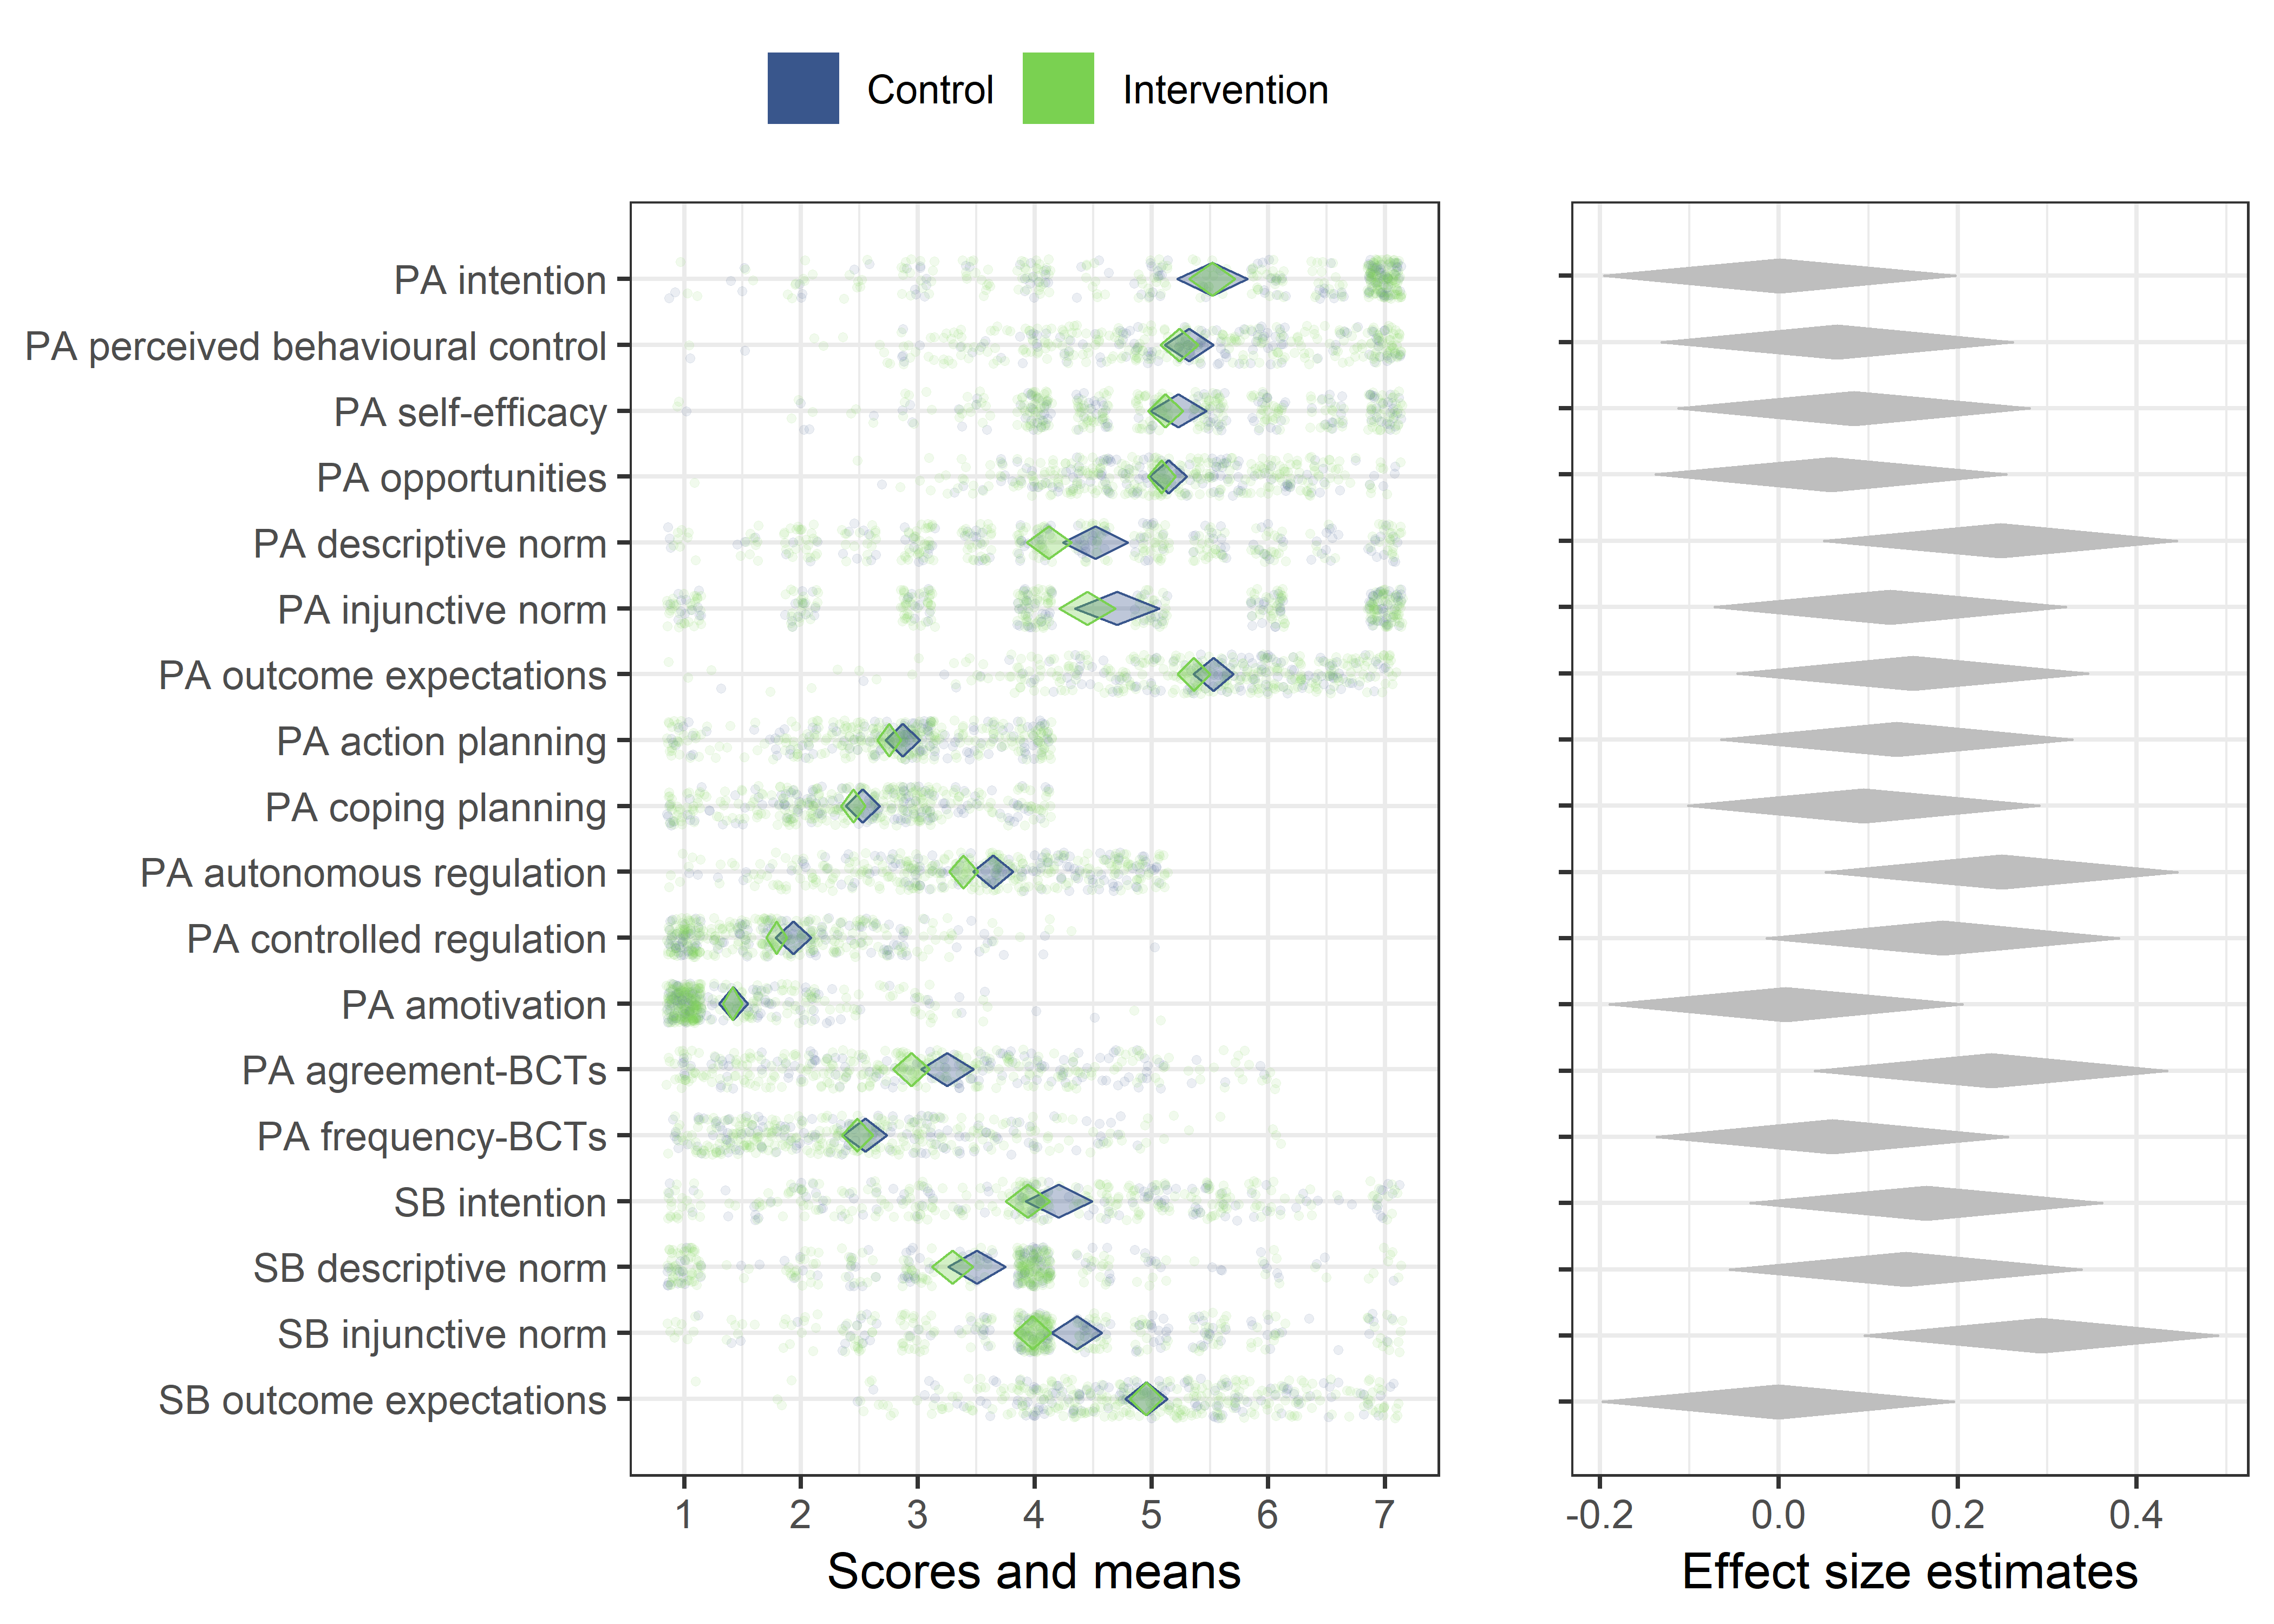 Control Intervention
PA intention
PA perceived behavioural control
PA self-efficacy
PA opportunities
PA descriptive norm
PA injunctive norm
PA outcome expectations
PA action planning
PA coping planning
PA autonomous regulation
PA controlled regulation
PA amotivation
PA agreement-BCTs
PA frequency-BCTs
SB intention
SB descriptive norm
SB injunctive norm
SB outcome expectations
1 2 3 4 5 6 7
Scores and means
-0.2 0.0 0.2 0.4
Effect size estimates